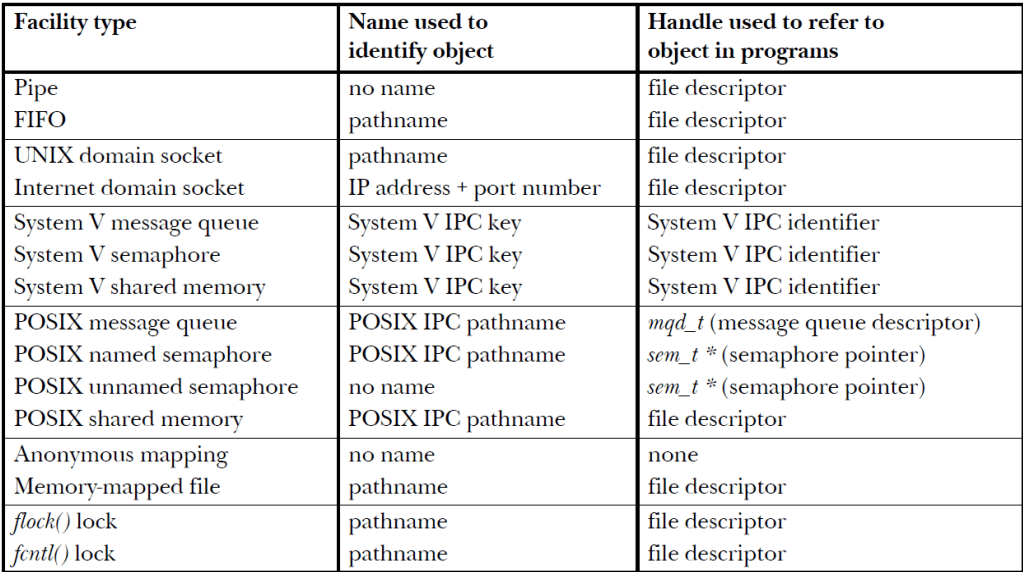 Facility type Name used to identify object Handle used to refer to object in programs
Pipe no name file descriptor
FIFO pathname file descriptor
UNIX domain socket pathname file descriptor
Internet domain socket IP address + port number file descriptor
System V message queue System V IPC key System V IPC identifier
System V semaphore System V IPC key System V IPC identifier
System V shared memory System V IPC key System V IPC identifier
POSIX message queue POSIX IPC pathname mqd_t (message queue descriptor)
POSIX named semaphore POSIX IPC pathname sem_t * (semaphore pointer)
POSIX unnamed semaphore no name sem_t * (semaphore pointer)
POSIX shared memory POSIX IPC pathname file descriptor
Anonymous mapping no name none
Memory-mapped file pathname file descriptor
flock() lock pathname file descriptor
fcntl() lock pathname file descriptor